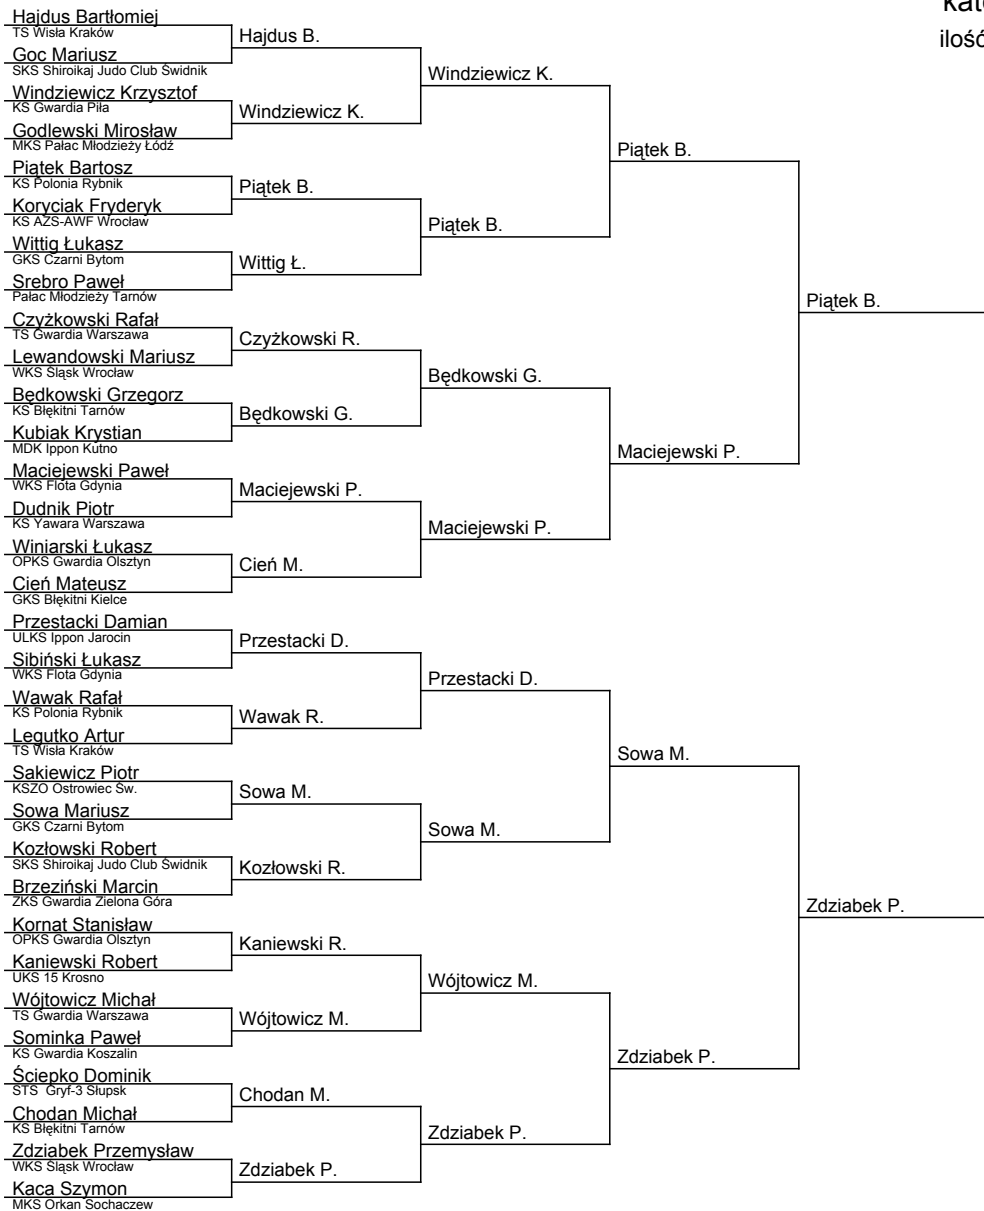 Hajdus Bartłomiej
TS Wisła Kraków
Goc Mariusz
SKS Shiroikaj Judo Club Świdnik
Windziewicz Krzysztof
KS Gwardia Piła
Godlewski Mirosław
MKS Pałac Młodzieży Łódź
Piątek Bartosz
KS Polonia Rybnik
Koryciak Fryderyk
KS AZS-AWF Wrocław
Wittig Łukasz
GKS Czarni Bytom
Srebro Paweł
Pałac Młodzieży Tarnów
Czyżkowski Rafał
TS Gwardia Warszawa
Lewandowski Mariusz
WKS Śląsk Wrocław
Będkowski Grzegorz
KS Błękitni Tarnów
Kubiak Krystian
MDK Ippon Kutno
Maciejewski Paweł
WKS Flota Gdynia
Dudnik Piotr
KS Yawara Warszawa
Winiarski Łukasz
OPKS Gwardia Olsztyn
Cień Mateusz
GKS Błękitni Kielce
Przestacki Damian
ULKS Ippon Jarocin
Sibiński Łukasz
WKS Flota Gdynia
Wawak Rafał
KS Polonia Rybnik
Legutko Artur
TS Wisła Kraków
Sakiewicz Piotr
KSZO Ostrowiec Św.
Sowa Mariusz
GKS Czarni Bytom
Kozłowski Robert
SKS Shiroikaj Judo Club Świdnik
Brzeziński Marcin
ZKS Gwardia Zielona Góra
Kornat Stanisław
OPKS Gwardia Olsztyn
Kaniewski Robert
UKS 15 Krosno
Wójtowicz Michał
TS Gwardia Warszawa
Sominka Paweł
KS Gwardia Koszalin
Ściepko Dominik
STS Gryf-3 Słupsk
Chodan Michał
KS Błękitni Tarnów
Zdziabek Przemysław
WKS Śląsk Wrocław
Kaca Szymon
MKS Orkan Sochaczew
Hajdus B.
Windziewicz K.
Piątek B.
Wittig Ł.
Czyżkowski R.
Będkowski G.
Maciejewski P.
Cień M.
Przestacki D.
Wawak R.
Sowa M.
Kozłowski R.
Kaniewski R.
Wójtowicz M.
Chodan M.
Zdziabek P.
Windziewicz K.
Piątek B.
Będkowski G.
Maciejewski P.
Przestacki D.
Sowa M.
Wójtowicz M.
Zdziabek P.
Piątek B.
Maciejewski P.
Sowa M.
Zdziabek P.
Piątek B.
Zdziabek P.
ilość